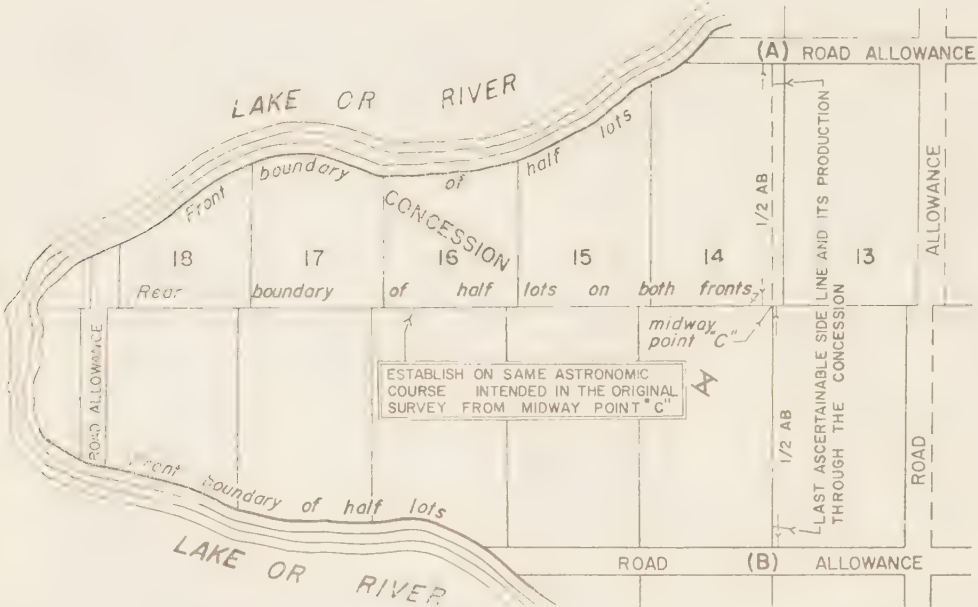 (A) ROAD ALLOWANCE
LAKE OR RIVER
Front boundary of half lots
CONCESSION
18 17 16 15 14 13
Rear boundary of half lots on both fronts
midway
point "C"
ESTABLISH ON SAME ASTRONOMIC
COURSE INTENDED IN THE ORIGINAL
SURVEY FROM MIDWAY POINT "C"
1/2 AB
1/2 AB
LAST ASCERTAINABLE SIDE LINE AND ITS PRODUCTION
THROUGH THE CONCESSION
ALLOWANCE
ROAD
ROAD ALLOWANCE
Front boundary of half lots
LAKE OR RIVER
ROAD (B) ALLOWANCE